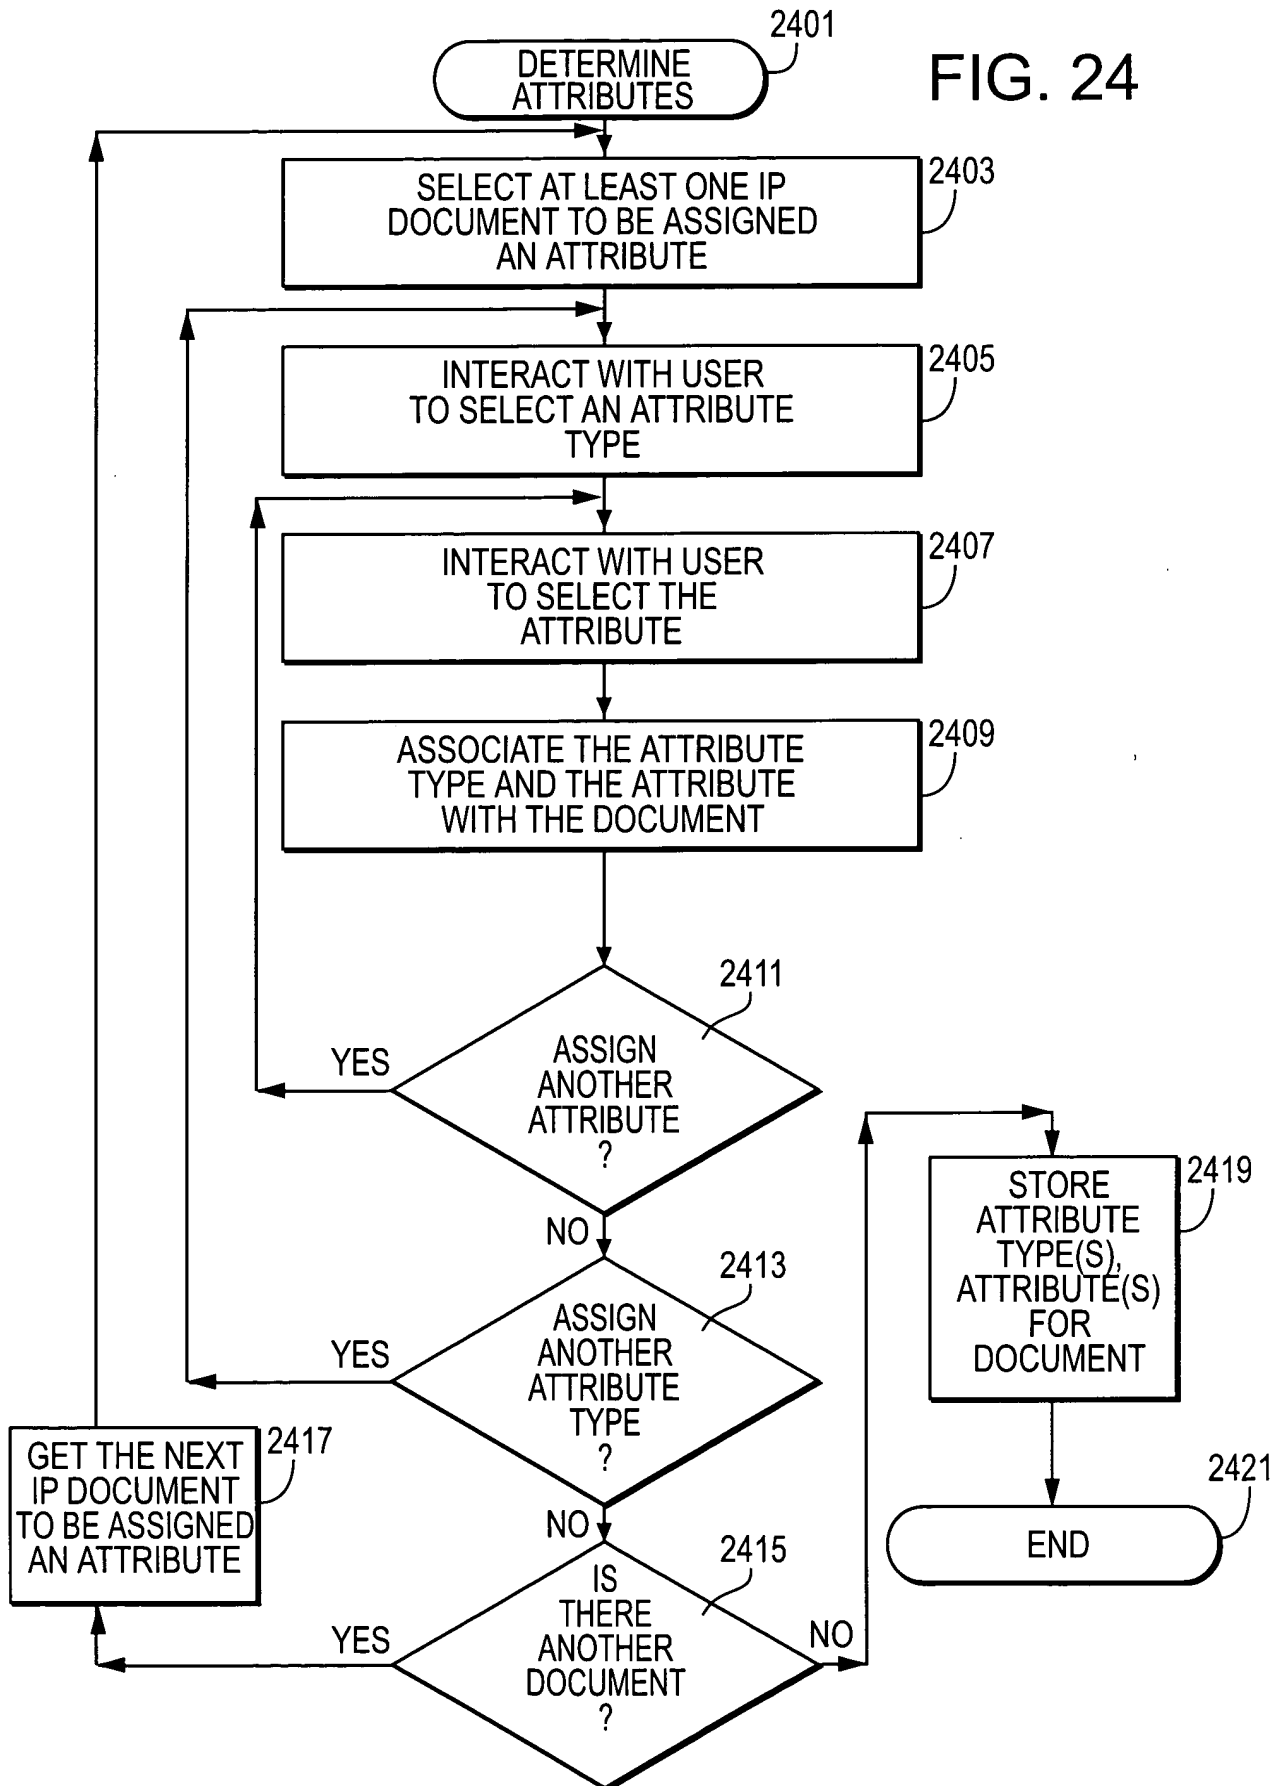 2401
DETERMINE
ATTRIBUTES
FIG. 24
2403
SELECT AT LEAST ONE IP
DOCUMENT TO BE ASSIGNED
AN ATTRIBUTE
2405
INTERACT WITH USER
TO SELECT AN ATTRIBUTE
TYPE
2407
INTERACT WITH USER
TO SELECT THE
ATTRIBUTE
2409
ASSOCIATE THE ATTRIBUTE
TYPE AND THE ATTRIBUTE
WITH THE DOCUMENT
2411
ASSIGN
ANOTHER
ATTRIBUTE
?
YES
NO
2413
ASSIGN
ANOTHER
ATTRIBUTE
TYPE
?
YES
NO
2415
IS
THERE
ANOTHER
DOCUMENT
?
YES
NO
2417
GET THE NEXT
IP DOCUMENT
TO BE ASSIGNED
AN ATTRIBUTE
2419
STORE
ATTRIBUTE
TYPE(S),
ATTRIBUTE(S)
FOR
DOCUMENT
2421
END